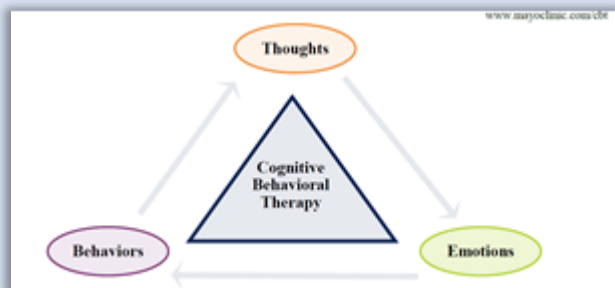 www.mayoclinic.com/cbt
Thoughts
Cognitive
Behavioral
Therapy
Behaviors
Emotions